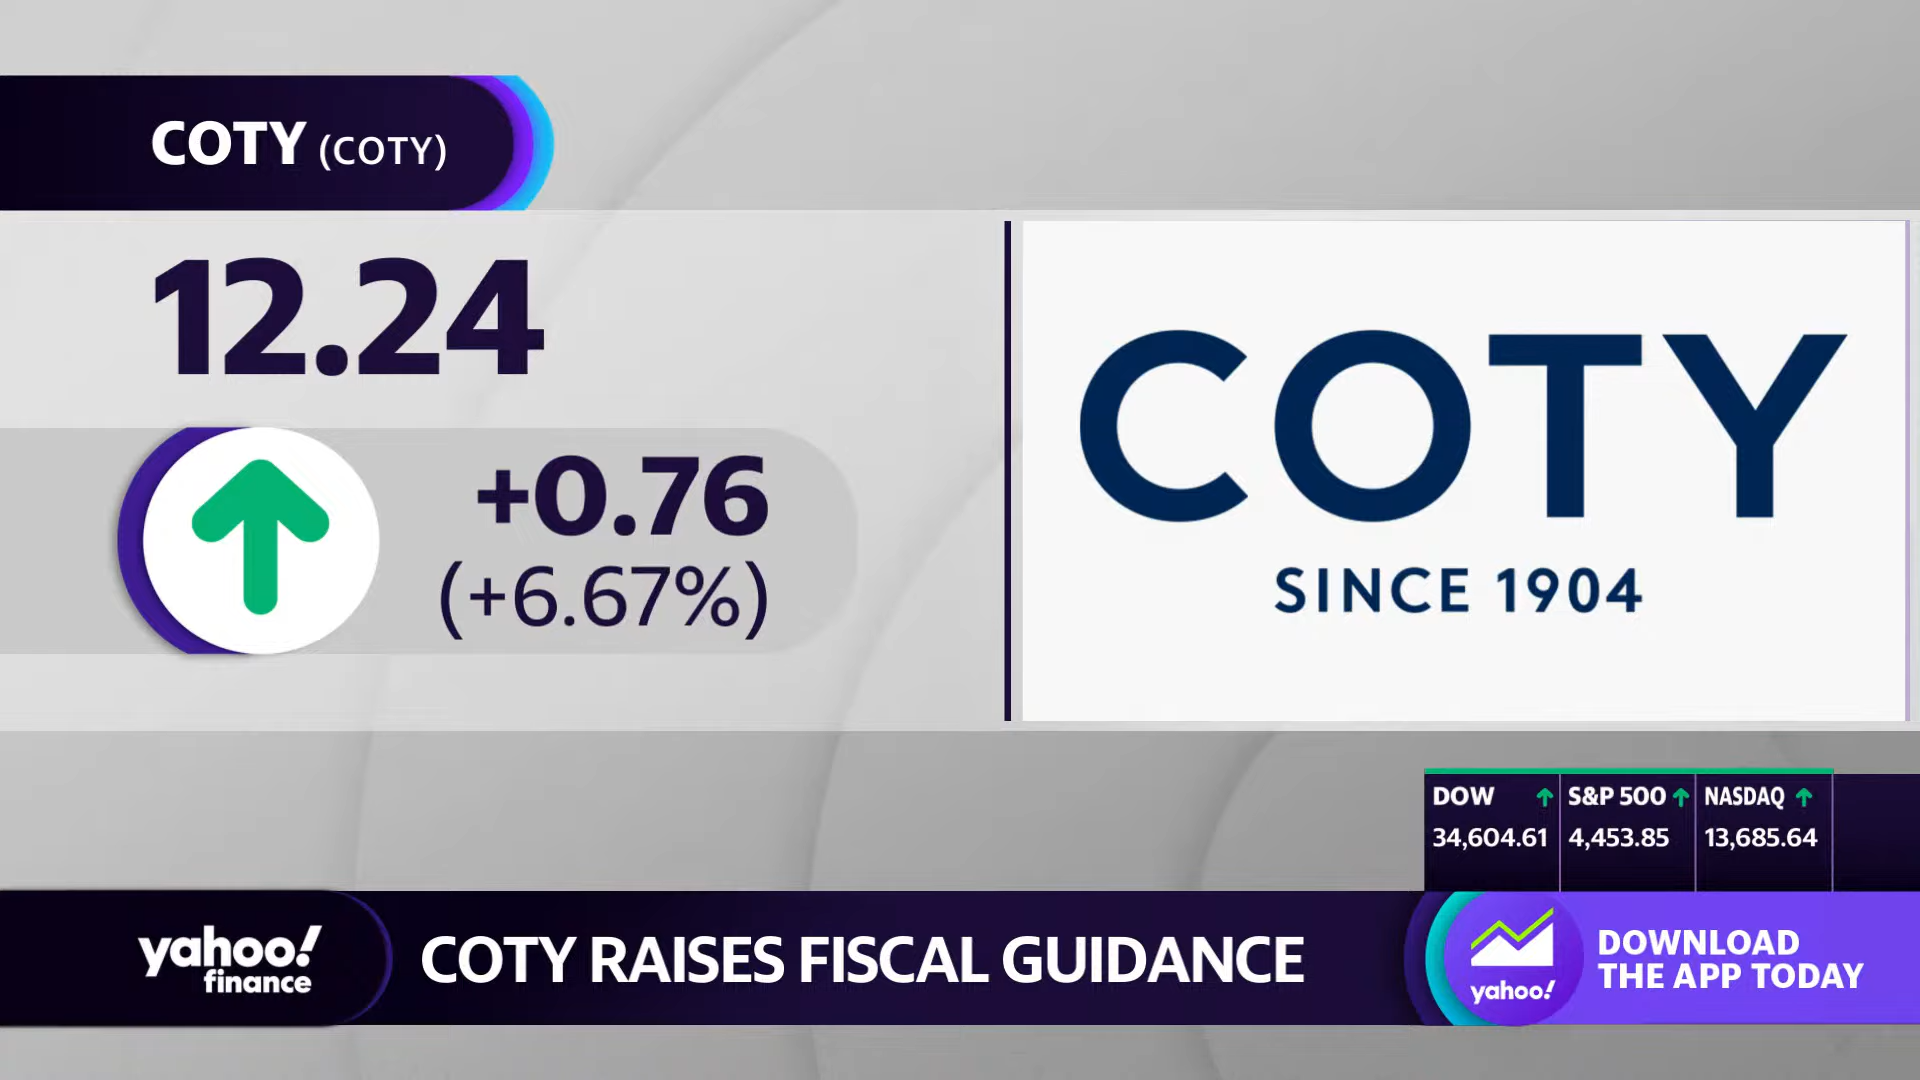 COTY (COTY)
12.24
+0.76
(+6.67%)
COTY
SINCE 1904
DOW
34,604.61
S&P 500
4,453.85
NASDAQ
13,685.64
yahoo!
finance
COTY RAISES FISCAL GUIDANCE
yahoo!
DOWNLOAD
THE APP TODAY